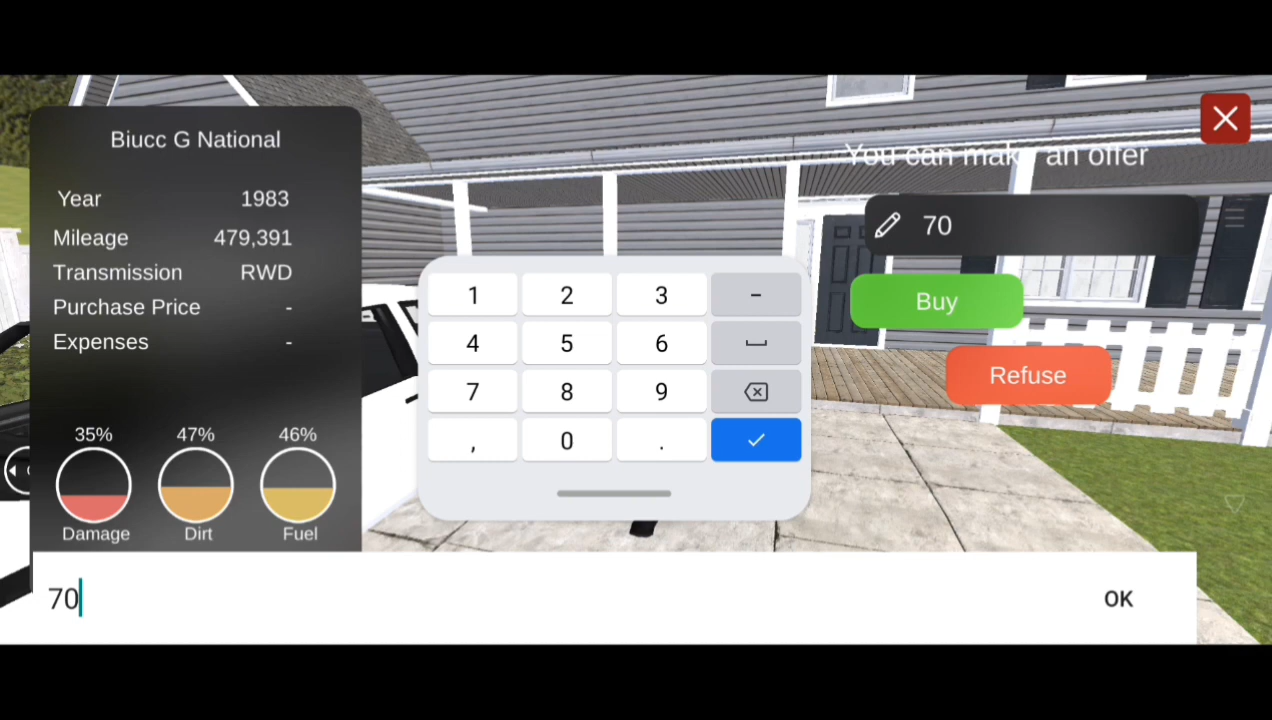 Biucc G National
Year 1983
Mileage 479,391
Transmission RWD
Purchase Price -
Expenses -
35% 47% 46%
Damage Dirt Fuel
You can make an offer
70
Buy
Refuse
1 2 3 -
4 5 6
7 8 9
, 0 .
70
OK